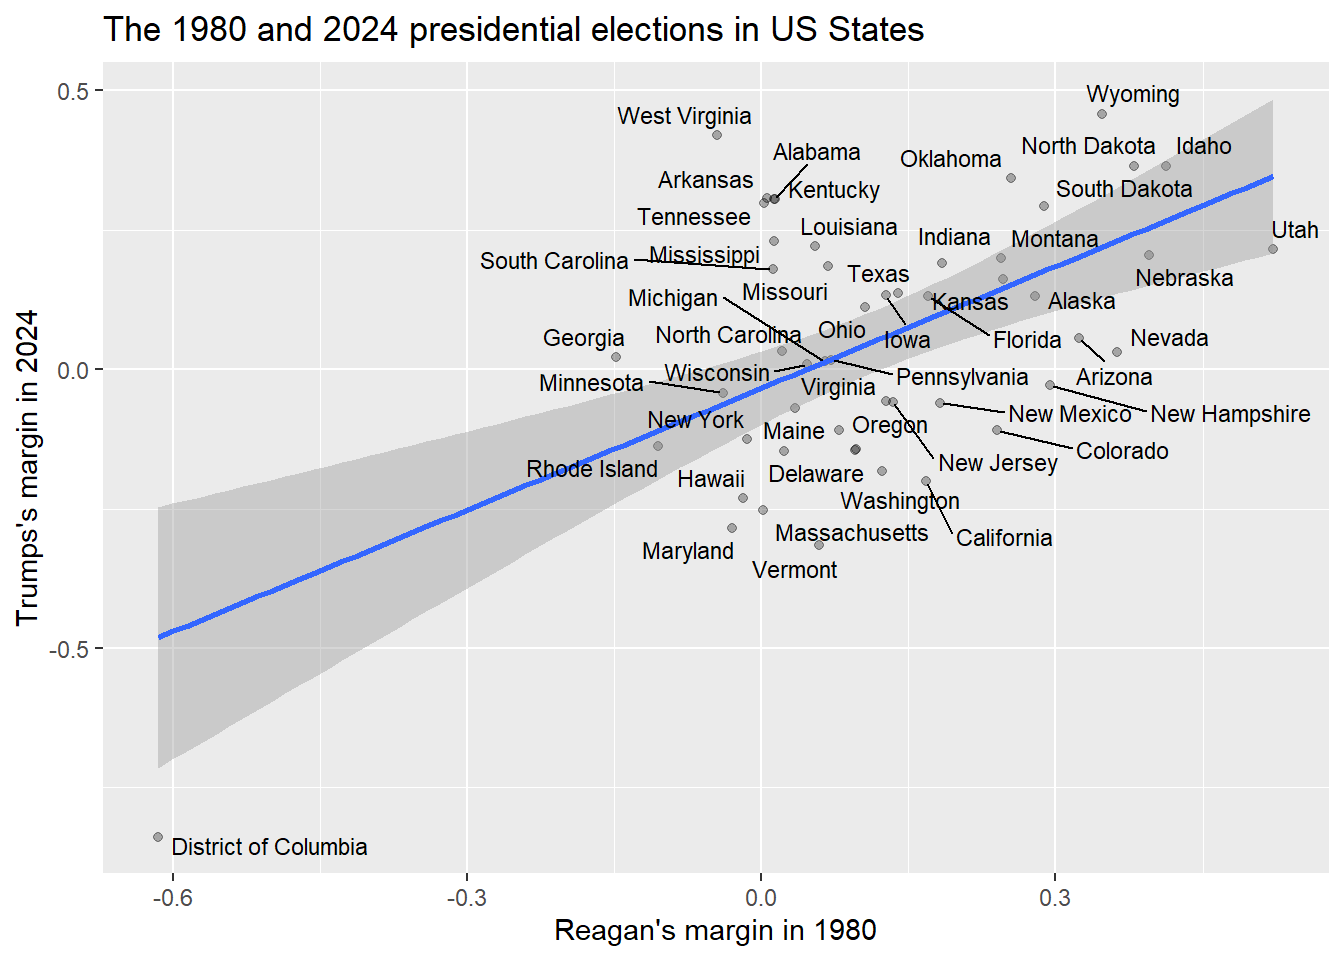 The 1980 and 2024 presidential elections in US States
Trumps's margin in 2024
0.5
0.0
-0.5
Wyoming
West Virginia
North Dakota
Idaho
Alabama
Oklahoma
Arkansas
Kentucky
South Dakota
Tennessee
Louisiana
Utah
Indiana
Montana
Mississippi
South Carolina
Texas
Nebraska
Missouri
Michigan
Kansas
Alaska
North Carolina
Ohio
Georgia
Iowa
Florida
Nevada
Wisconsin
Minnesota
Virginia
Pennsylvania
Arizona
New York
Maine
Oregon
New Mexico
New Hampshire
Colorado
Rhode Island
Hawaii
Delaware
New Jersey
Washington
Massachusetts
California
Maryland
Vermont
District of Columbia
-0.6
-0.3
0.0
0.3
Reagan's margin in 1980